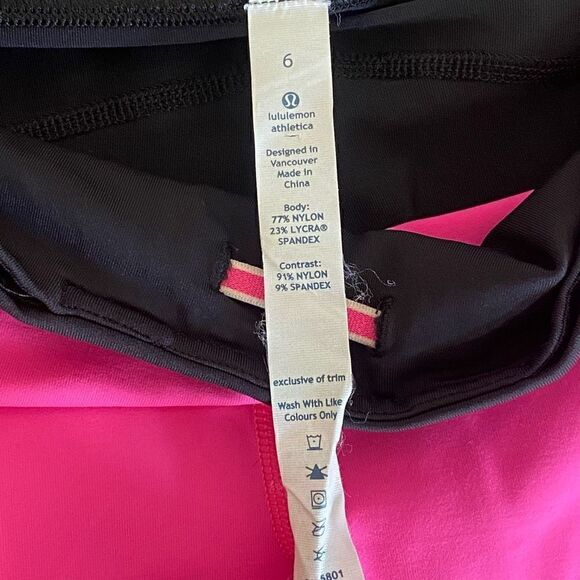 6
lululemon
athletica
Designed in
Vancouver
Made in
China
Body:
77% NYLON
23% LYCRA®
SPANDEX
Contrast:
91% NYLON
9% SPANDEX
exclusive of trim
Wash With Like
Colours Only
6801